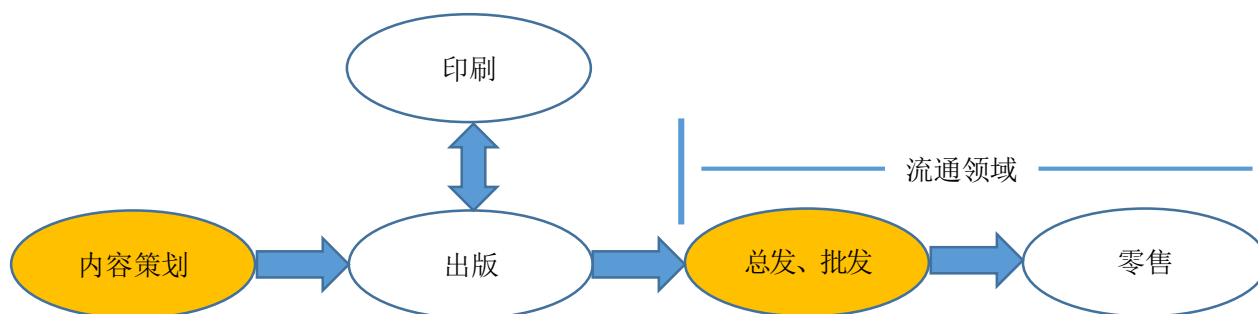 印刷
流通领域
内容策划
出版
总发、批发
零售